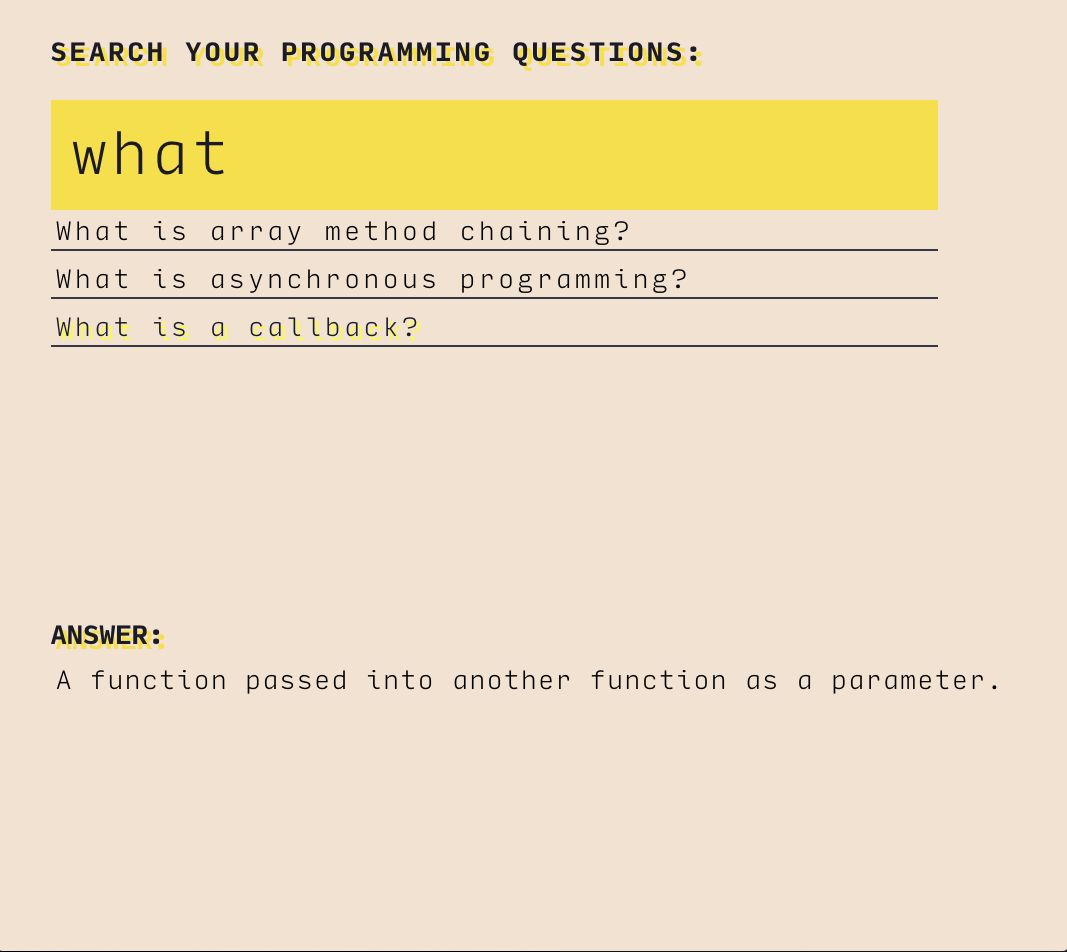 SEARCH YOUR PROGRAMMING QUESTIONS:
what
What is array method chaining?
What is asynchronous programming?
What is a callback?
ANSWER:
A function passed into another function as a parameter.